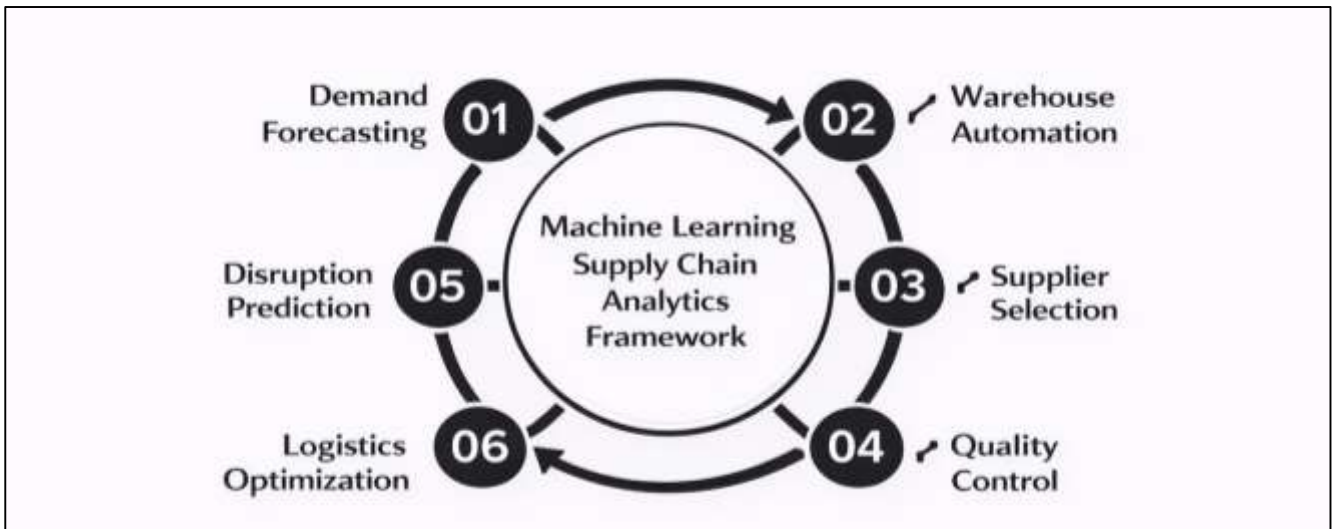 Demand
Forecasting
01
02
Warehouse
Automation
Machine Learning
Supply Chain
Analytics
Framework
Disruption
Prediction
05
03
Supplier
Selection
Logistics
Optimization
06
04
Quality
Control